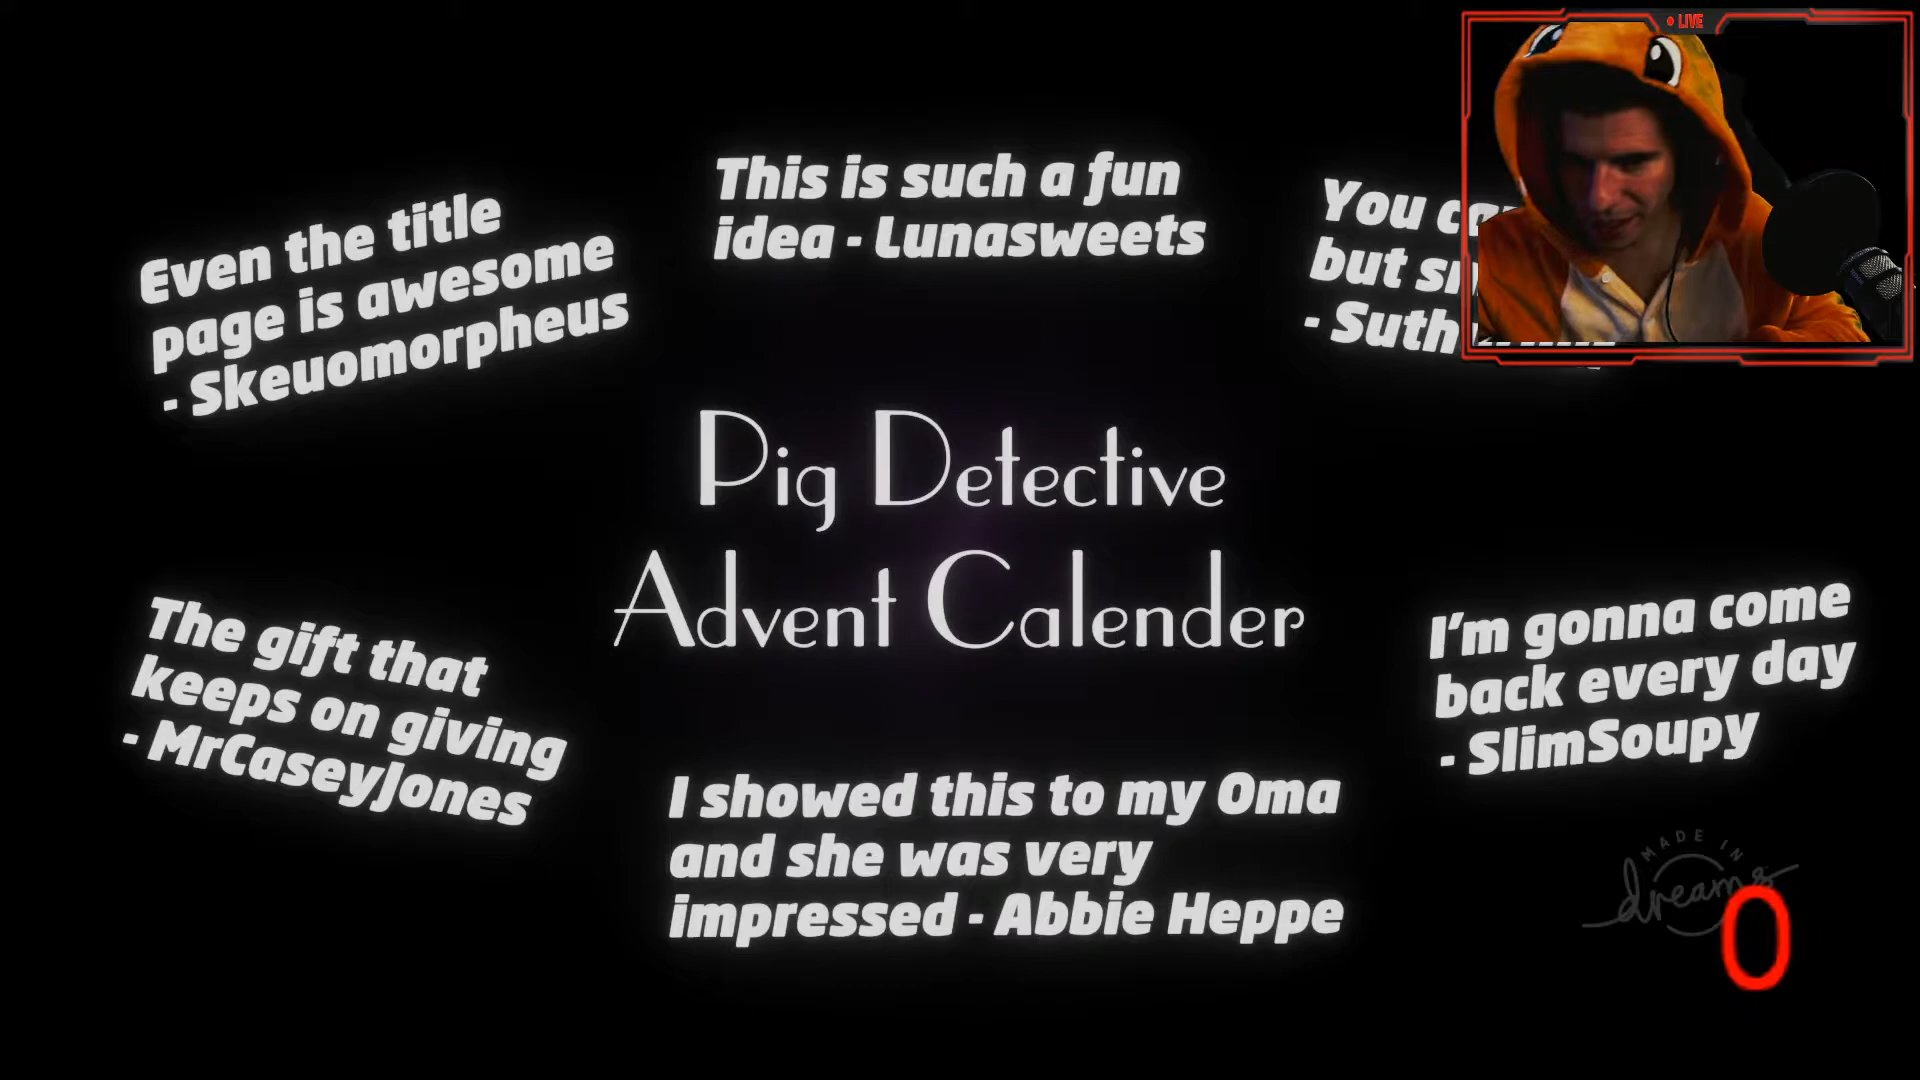 LIVE
Even the title
page is awesome
- Skeuomorpheus
This is such a fun
idea - Lunasweets
You
but
Pig Detective
Advent Calender
The gift that
keeps on giving
- MrCaseyJones
I'm gonna come
back every day
- SlimSoupy
I showed this to my Oma
and she was very
impressed - Abbie Heppe
MADE IN
dreams
0